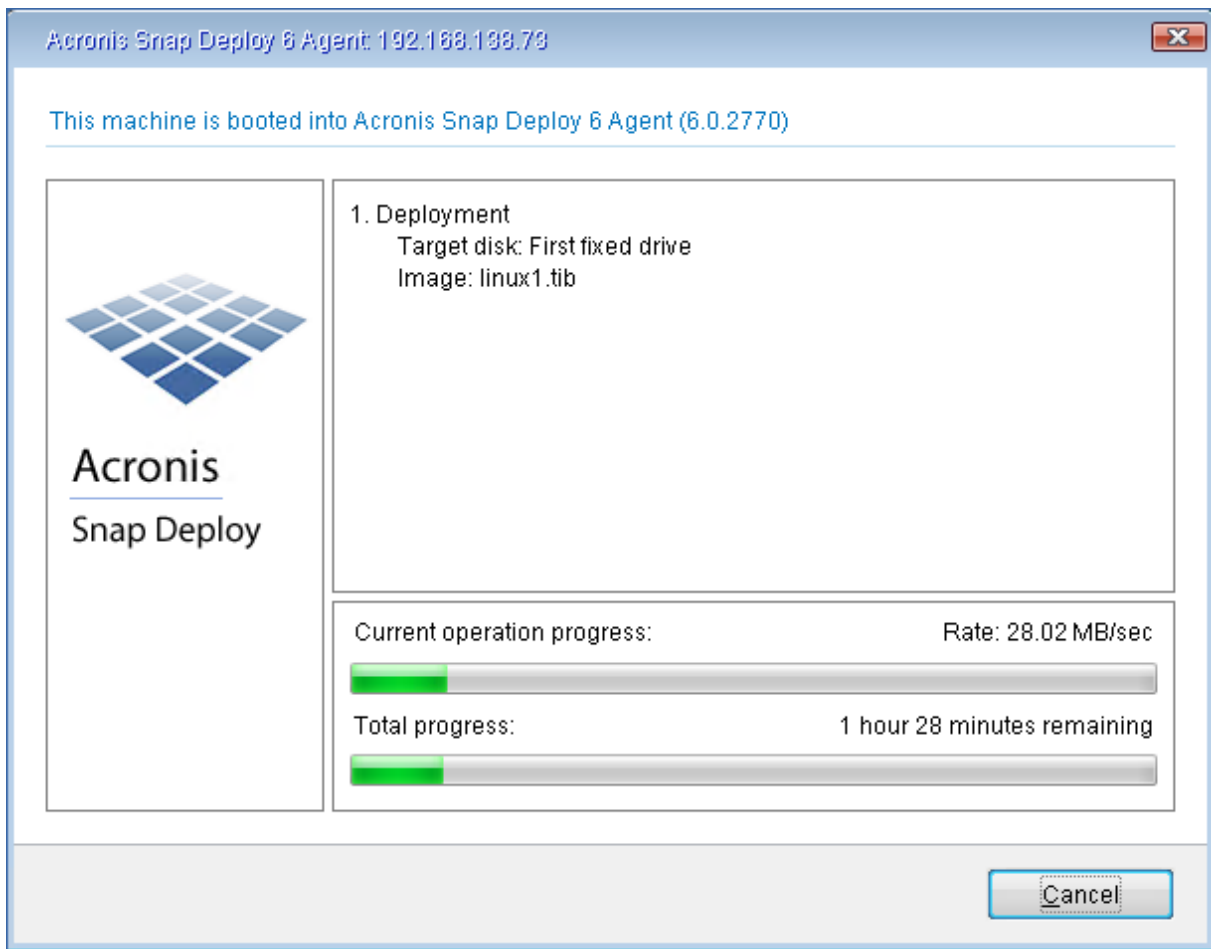 Acronis Snap Deploy 6 Agent: 192.168.138.73
This machine is booted into Acronis Snap Deploy 6 Agent (6.0.2770)
Acronis
Snap Deploy
1. Deployment
Target disk: First fixed drive
Image: linux1.tib
Current operation progress:
Rate: 28.02 MB/sec
Total progress:
1 hour 28 minutes remaining
Cancel